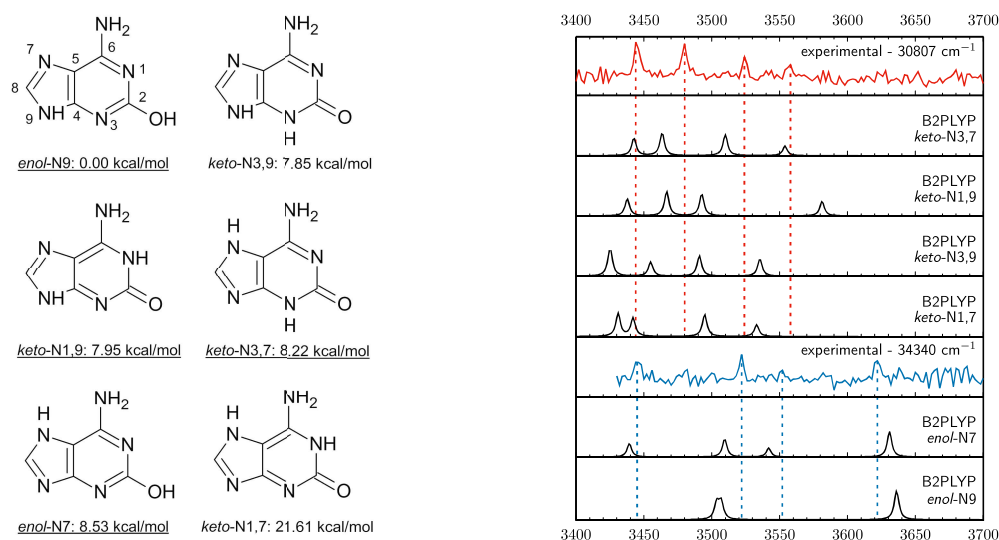 NH2
7
6
N
5
N
1
8
2
4
9
NH
N
3
OH
enol-N9: 0.00 kcal/mol
NH2
N
N
NH
N
O
H
keto-N3,9: 7.85 kcal/mol
NH2
N
NH
NH
N
O
keto-N1,9: 7.95 kcal/mol
H
NH2
N
N
N
N
O
H
keto-N3,7: 8.22 kcal/mol
H
NH2
N
N
N
N
OH
enol-N7: 8.53 kcal/mol
H
NH2
N
NH
N
N
O
keto-N1,7: 21.61 kcal/mol
3400 3450 3500 3550 3600 3650 3700
experimental - 30807 cm−1
B2PLYP
keto-N3,7
B2PLYP
keto-N1,9
B2PLYP
keto-N3,9
B2PLYP
keto-N1,7
experimental - 34340 cm−1
B2PLYP
enol-N7
B2PLYP
enol-N9
3400 3450 3500 3550 3600 3650 3700